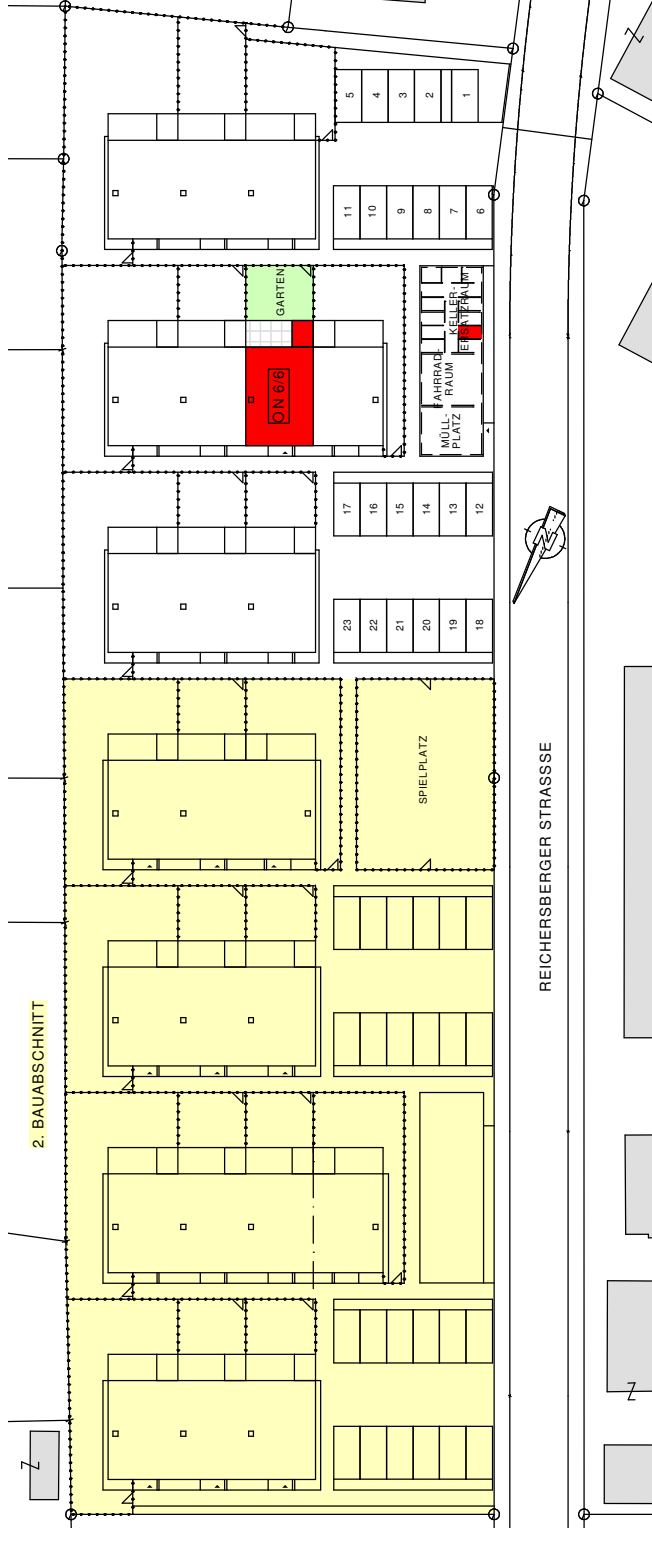 5
4
3
2
1
11
10
9
8
7
6
GARTEN
ON 6/6
KELLER-
ERSATZRAUM
FAHRRAD-
RAUM
MÜLL-
PLATZ
17
16
15
14
13
12
23
22
21
20
19
18
SPIELPLATZ
REICHERSBERGER STRASSSE
2. BAUABSCHNITT